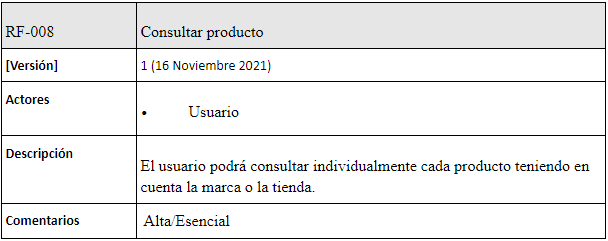 RF-008 Consultar producto
[Versión] 1 (16 Noviembre 2021)
Actores
• Usuario
Descripción
El usuario podrá consultar individualmente cada producto teniendo en
cuenta la marca o la tienda.
Comentarios Alta/Esencial